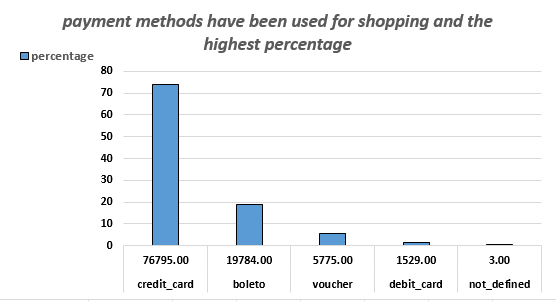 payment methods have been used for shopping and the
highest percentage
percentage
80
70
60
50
40
30
20
10
0
76795.00 19784.00 5775.00 1529.00 3.00
credit_card boleto voucher debit_card not_defined